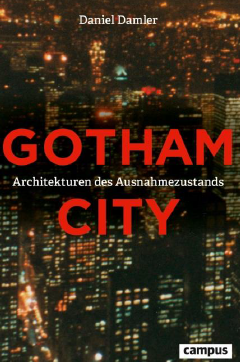 Daniel Damler
GOTHAM
Architekturen des Ausnahmezustands
CITY
campus